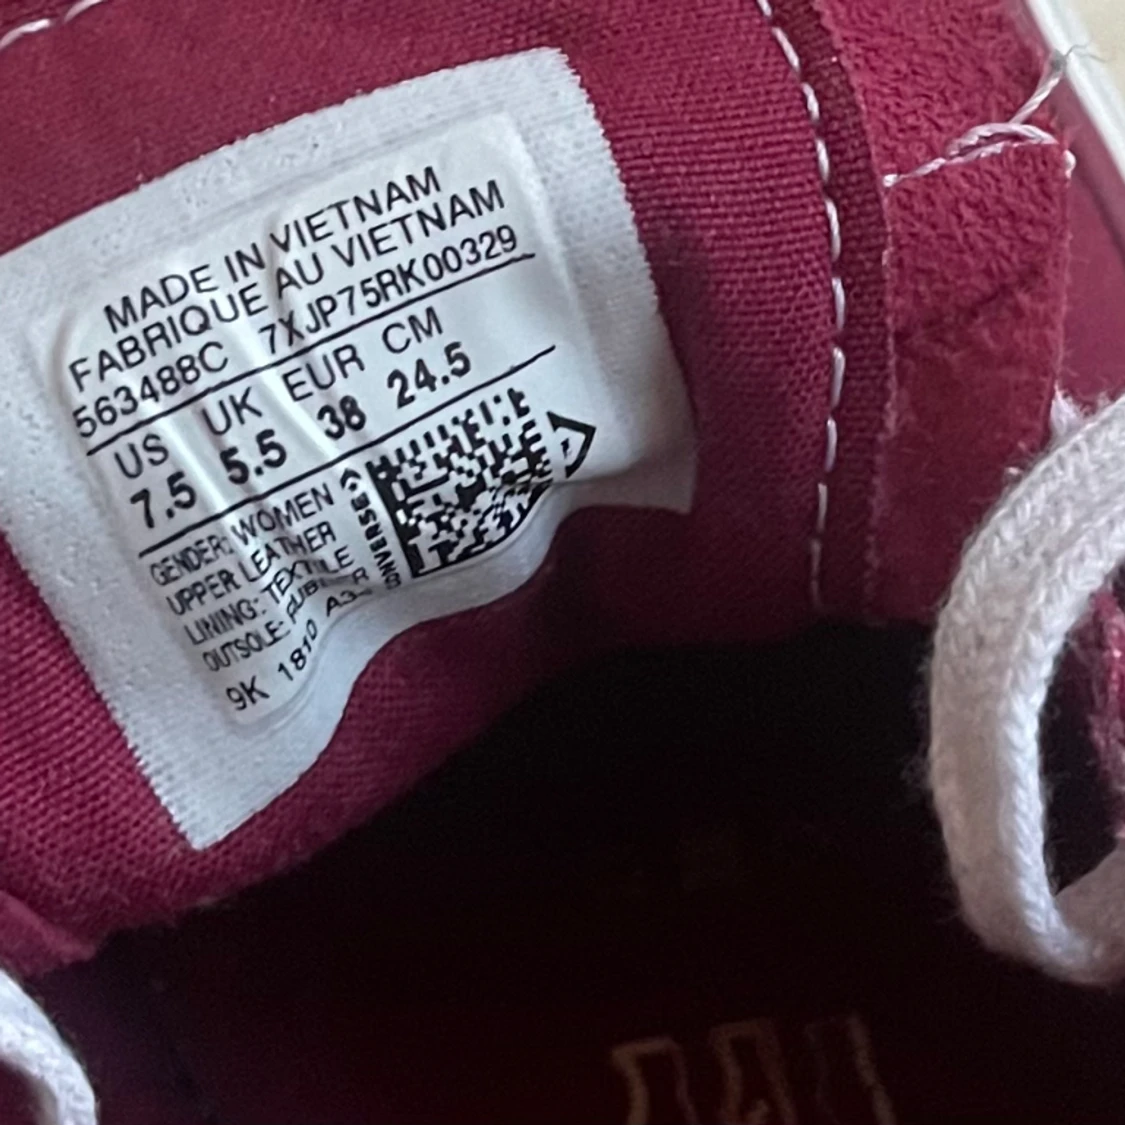 MADE IN VIETNAM
FABRIQUE AU VIETNAM
563488C 7XJP75RK00329
US UK EUR CM
7.5 5.5 38 24.5
GENDER: WOMEN
UPPER LEATHER
LINING: TEXTILE
OUTSOLE: RUBBER
9K 1810 A3-
CONVERSE